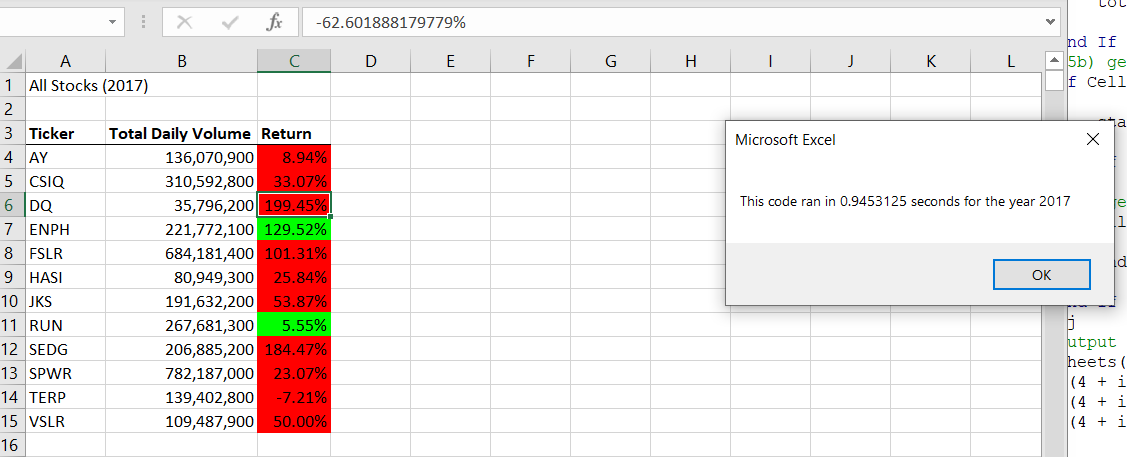 fx -62.601888179779%
A B C D E F G H I J K L
1 All Stocks (2017)
2
3 Ticker Total Daily Volume Return
4 AY 136,070,900 8.94%
5 CSIQ 310,592,800 33.07%
6 DQ 35,796,200 199.45%
7 ENPH 221,772,100 129.52%
8 FSLR 684,181,400 101.31%
9 HASI 80,949,300 25.84%
10 JKS 191,632,200 53.87%
11 RUN 267,681,300 5.55%
12 SEDG 206,885,200 184.47%
13 SPWR 782,187,000 23.07%
14 TERP 139,402,800 -7.21%
15 VSLR 109,487,900 50.00%
16
Microsoft Excel
This code ran in 0.9453125 seconds for the year 2017
OK
tot
nd If
5b) ge
f Cell
sta
j
utput
heets(
(4 + i
(4 + i
(4 + i